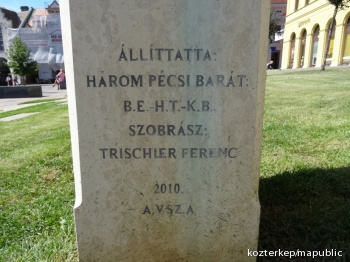 ÁLLÍTTATTA:
HÁROM PÉCSI BARÁT:
B.E.-H.T.-K.B.
SZOBRÁSZ:
TRISCHLER FERENC
2010.
A.VSZ.A
kozterkep/mapublic